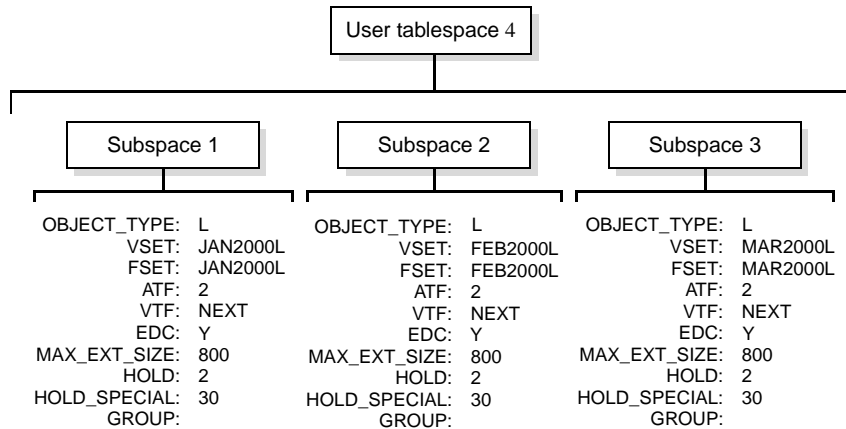 User tablespace 4
Subspace 1
OBJECT_TYPE: L
VSET: JAN2000L
FSET: JAN2000L
ATF: 2
VTF: NEXT
EDC: Y
MAX_EXT_SIZE: 800
HOLD: 2
HOLD_SPECIAL: 30
GROUP:
Subspace 2
OBJECT_TYPE: L
VSET: FEB2000L
FSET: FEB2000L
ATF: 2
VTF: NEXT
EDC: Y
MAX_EXT_SIZE: 800
HOLD: 2
HOLD_SPECIAL: 30
GROUP:
Subspace 3
OBJECT_TYPE: L
VSET: MAR2000L
FSET: MAR2000L
ATF: 2
VTF: NEXT
EDC: Y
MAX_EXT_SIZE: 800
HOLD: 2
HOLD_SPECIAL: 30
GROUP: